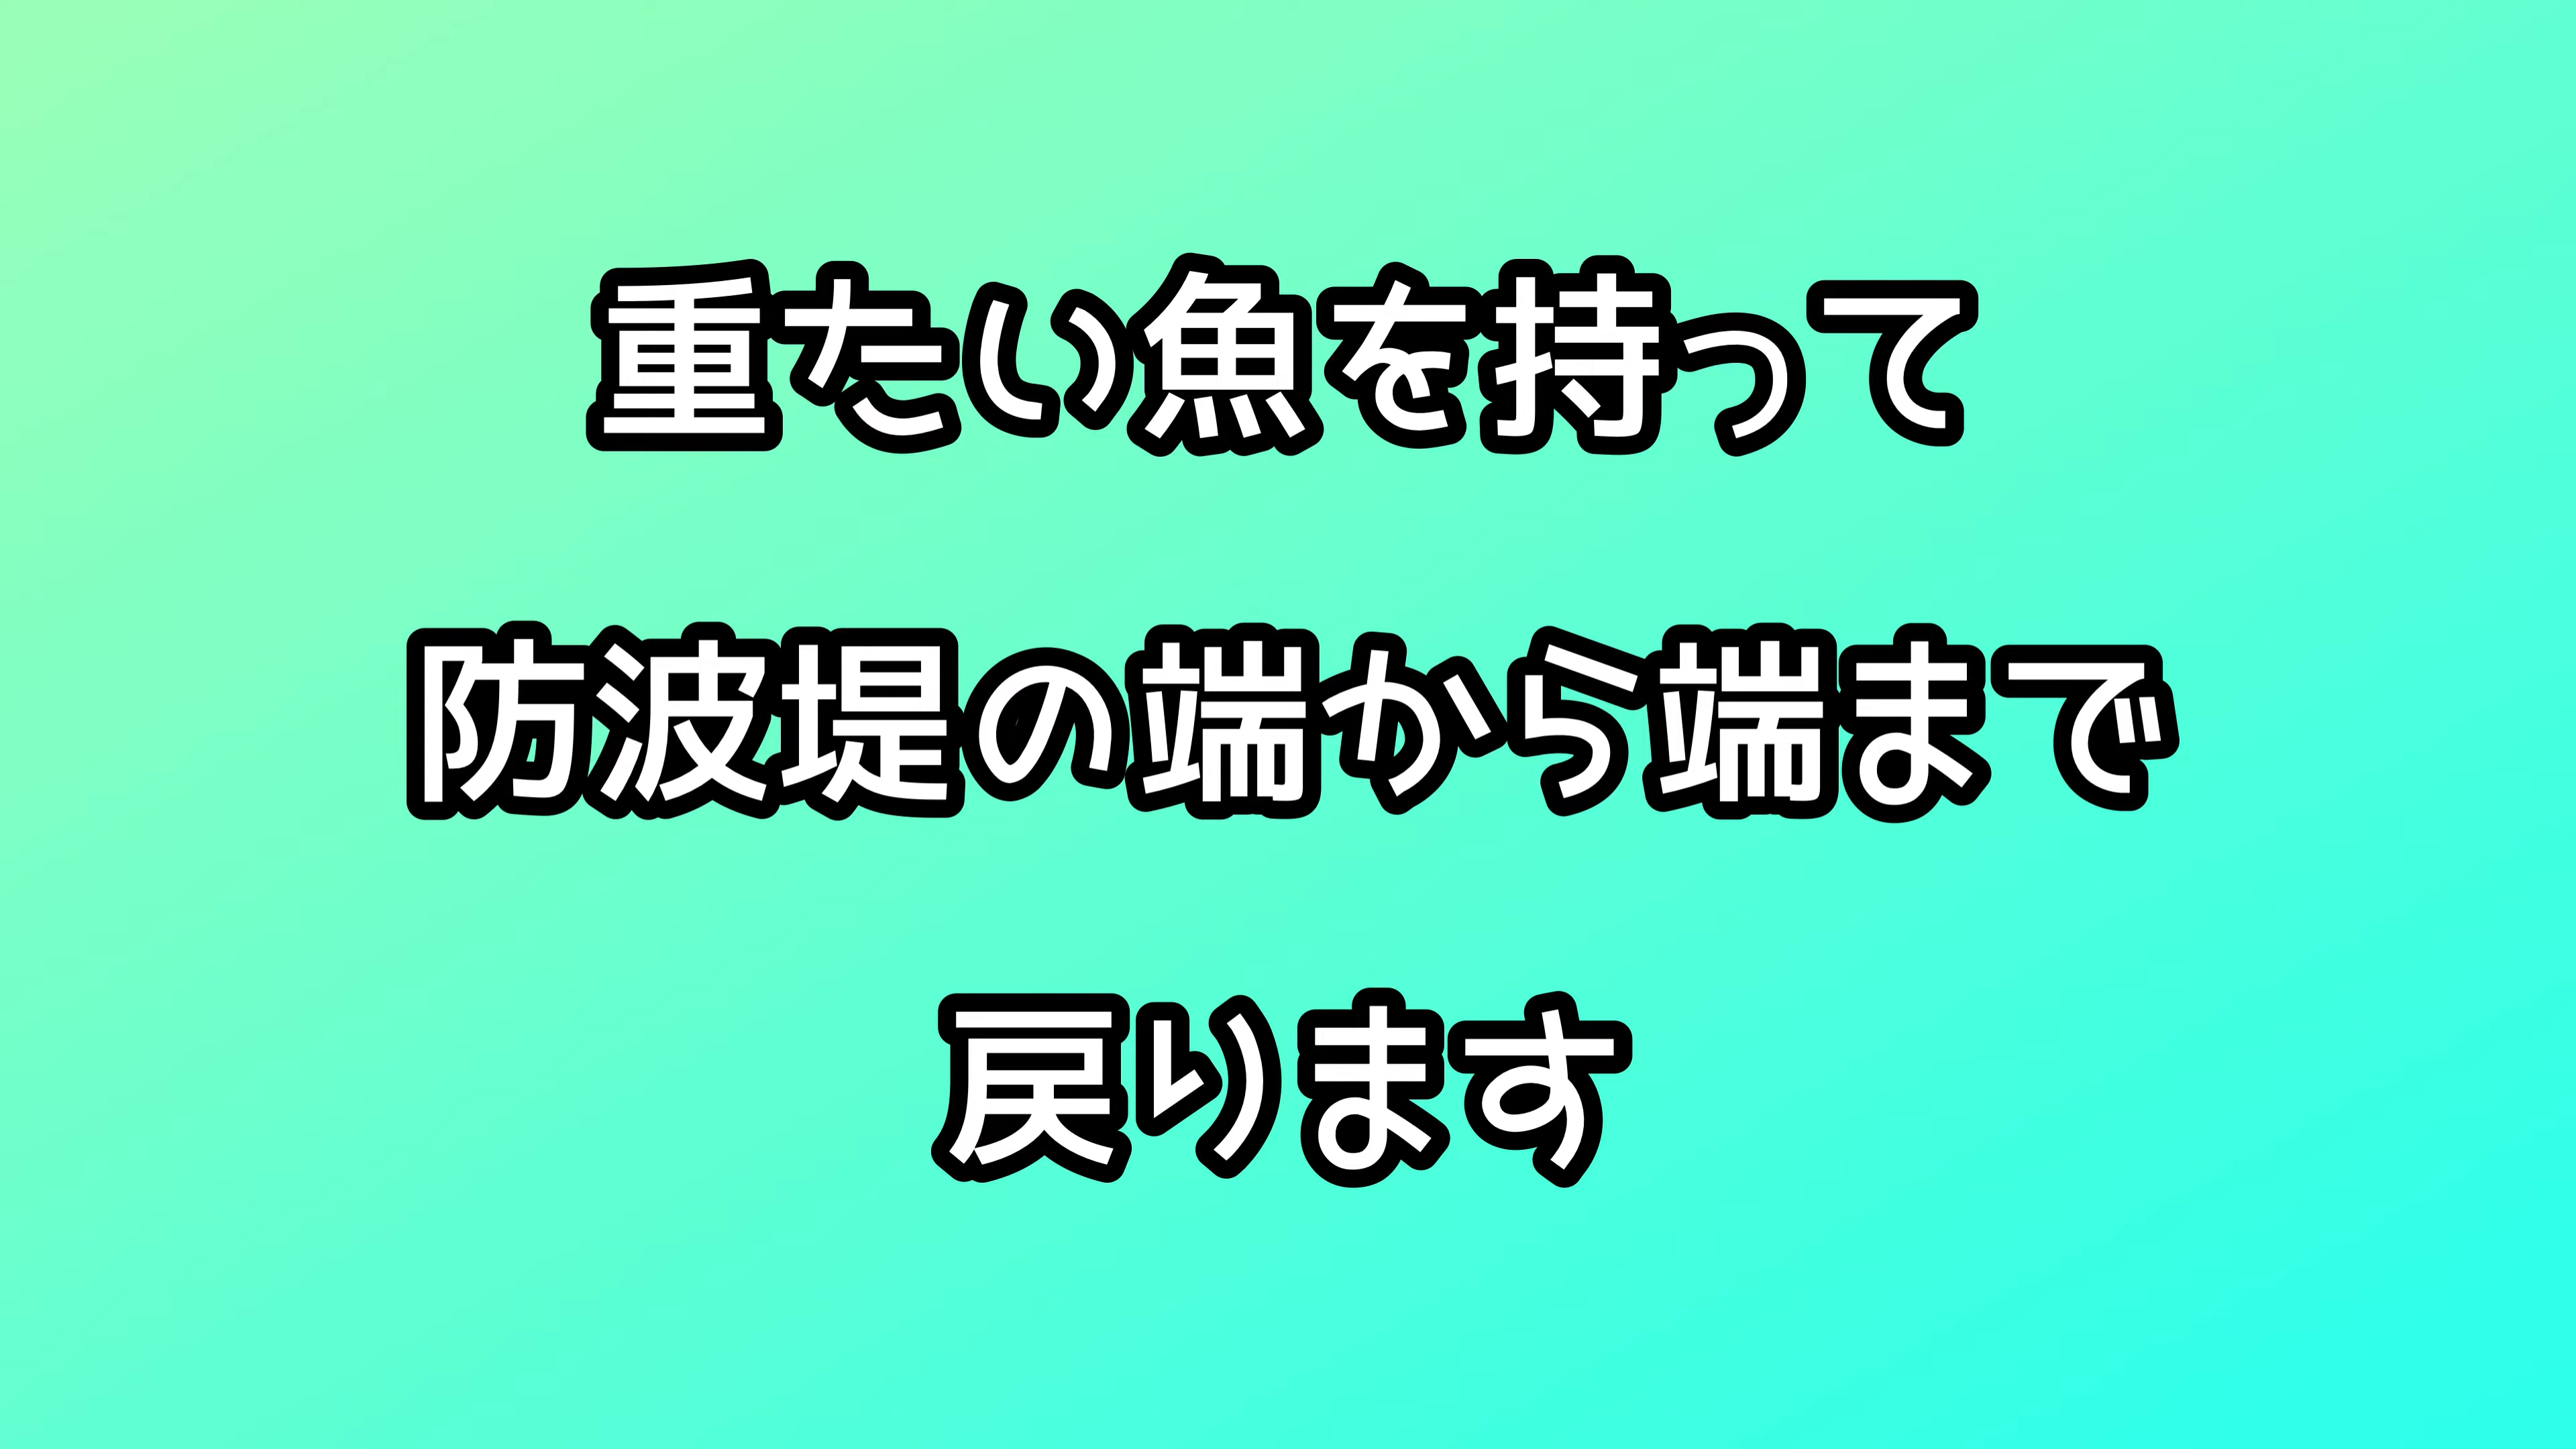 重たい魚を持って
防波堤の端から端まで
戻ります